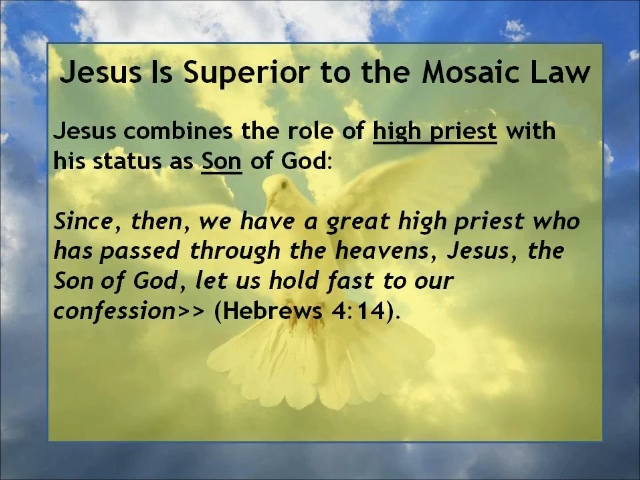 Jesus Is Superior to the Mosaic Law
Jesus combines the role of high priest with
his status as Son of God:
Since, then, we have a great high priest who
has passed through the heavens, Jesus, the
Son of God, let us hold fast to our
confession>> (Hebrews 4:14).